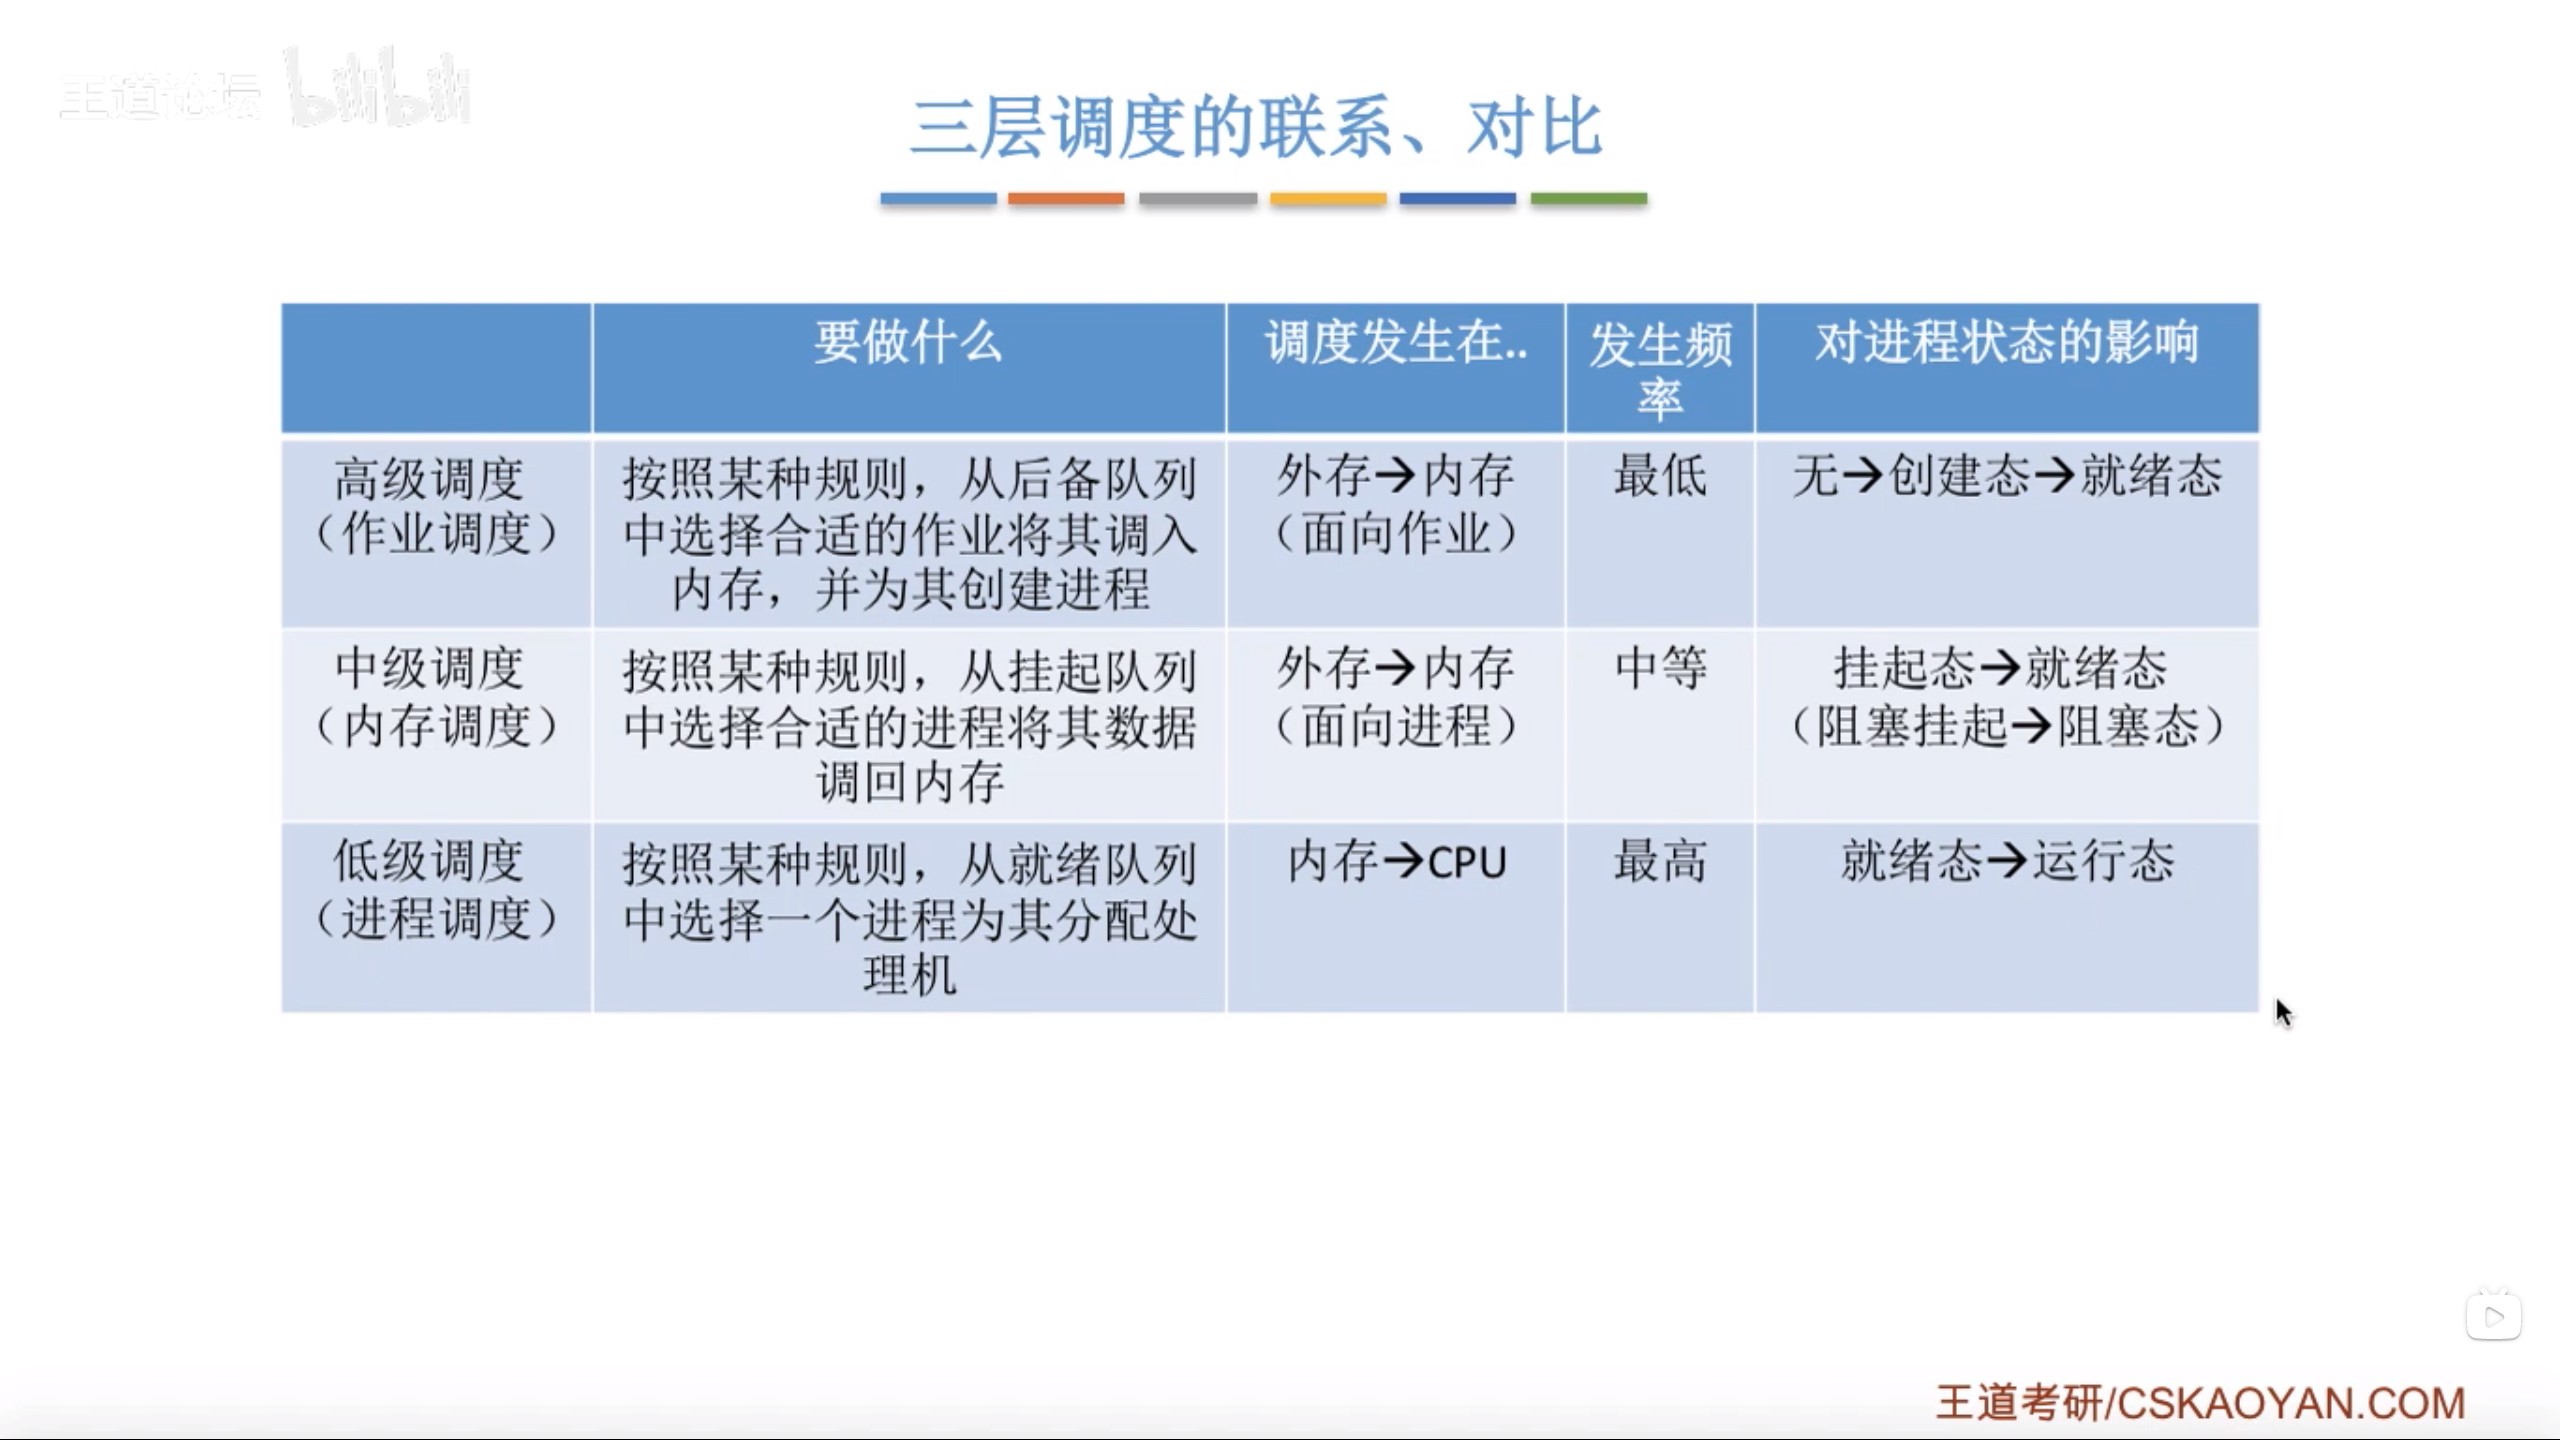 王道论坛 bilibili
三层调度的联系、对比
要做什么
调度发生在..
发生频
率
对进程状态的影响
高级调度
（作业调度）
按照某种规则，从后备队列
中选择合适的作业将其调入
内存，并为其创建进程
外存→内存
（面向作业）
最低
无→创建态→就绪态
中级调度
（内存调度）
按照某种规则，从挂起队列
中选择合适的进程将其数据
调回内存
外存→内存
（面向进程）
中等
挂起态→就绪态
（阻塞挂起→阻塞态）
低级调度
（进程调度）
按照某种规则，从就绪队列
中选择一个进程为其分配处
理机
内存→CPU
最高
就绪态→运行态
王道考研/CSKAOYAN.COM